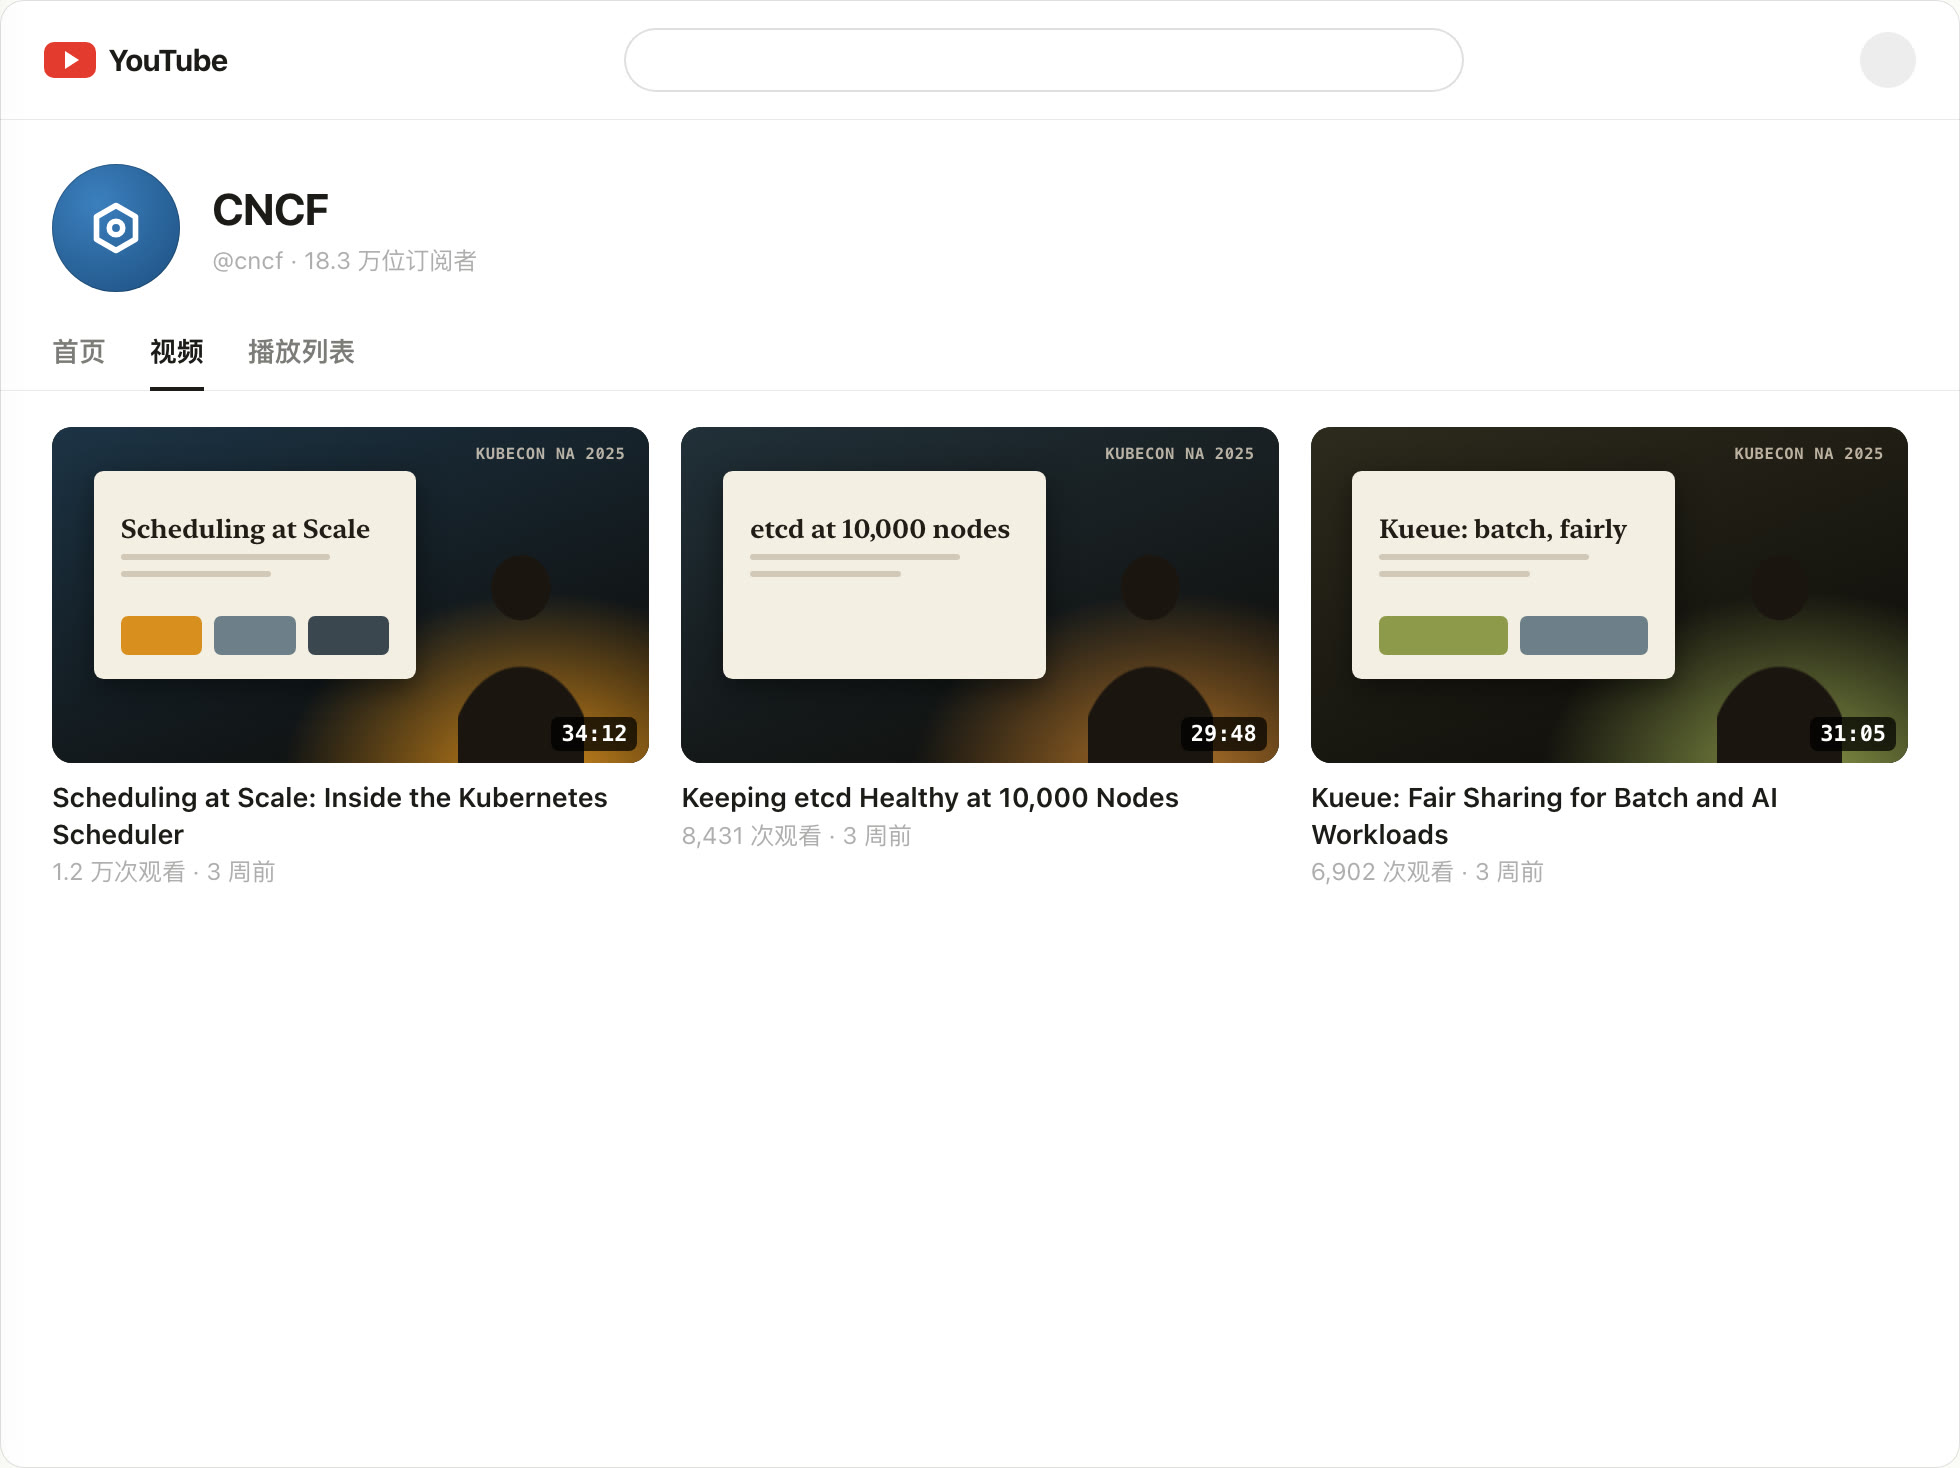 YouTube
CNCF
@cncf · 18.3 万位订阅者
首页 视频 播放列表
KUBECON NA 2025
Scheduling at Scale
34:12
KUBECON NA 2025
etcd at 10,000 nodes
29:48
KUBECON NA 2025
Kueue: batch, fairly
31:05
Scheduling at Scale: Inside the Kubernetes
Scheduler
1.2 万次观看 · 3 周前
Keeping etcd Healthy at 10,000 Nodes
8,431 次观看 · 3 周前
Kueue: Fair Sharing for Batch and AI
Workloads
6,902 次观看 · 3 周前